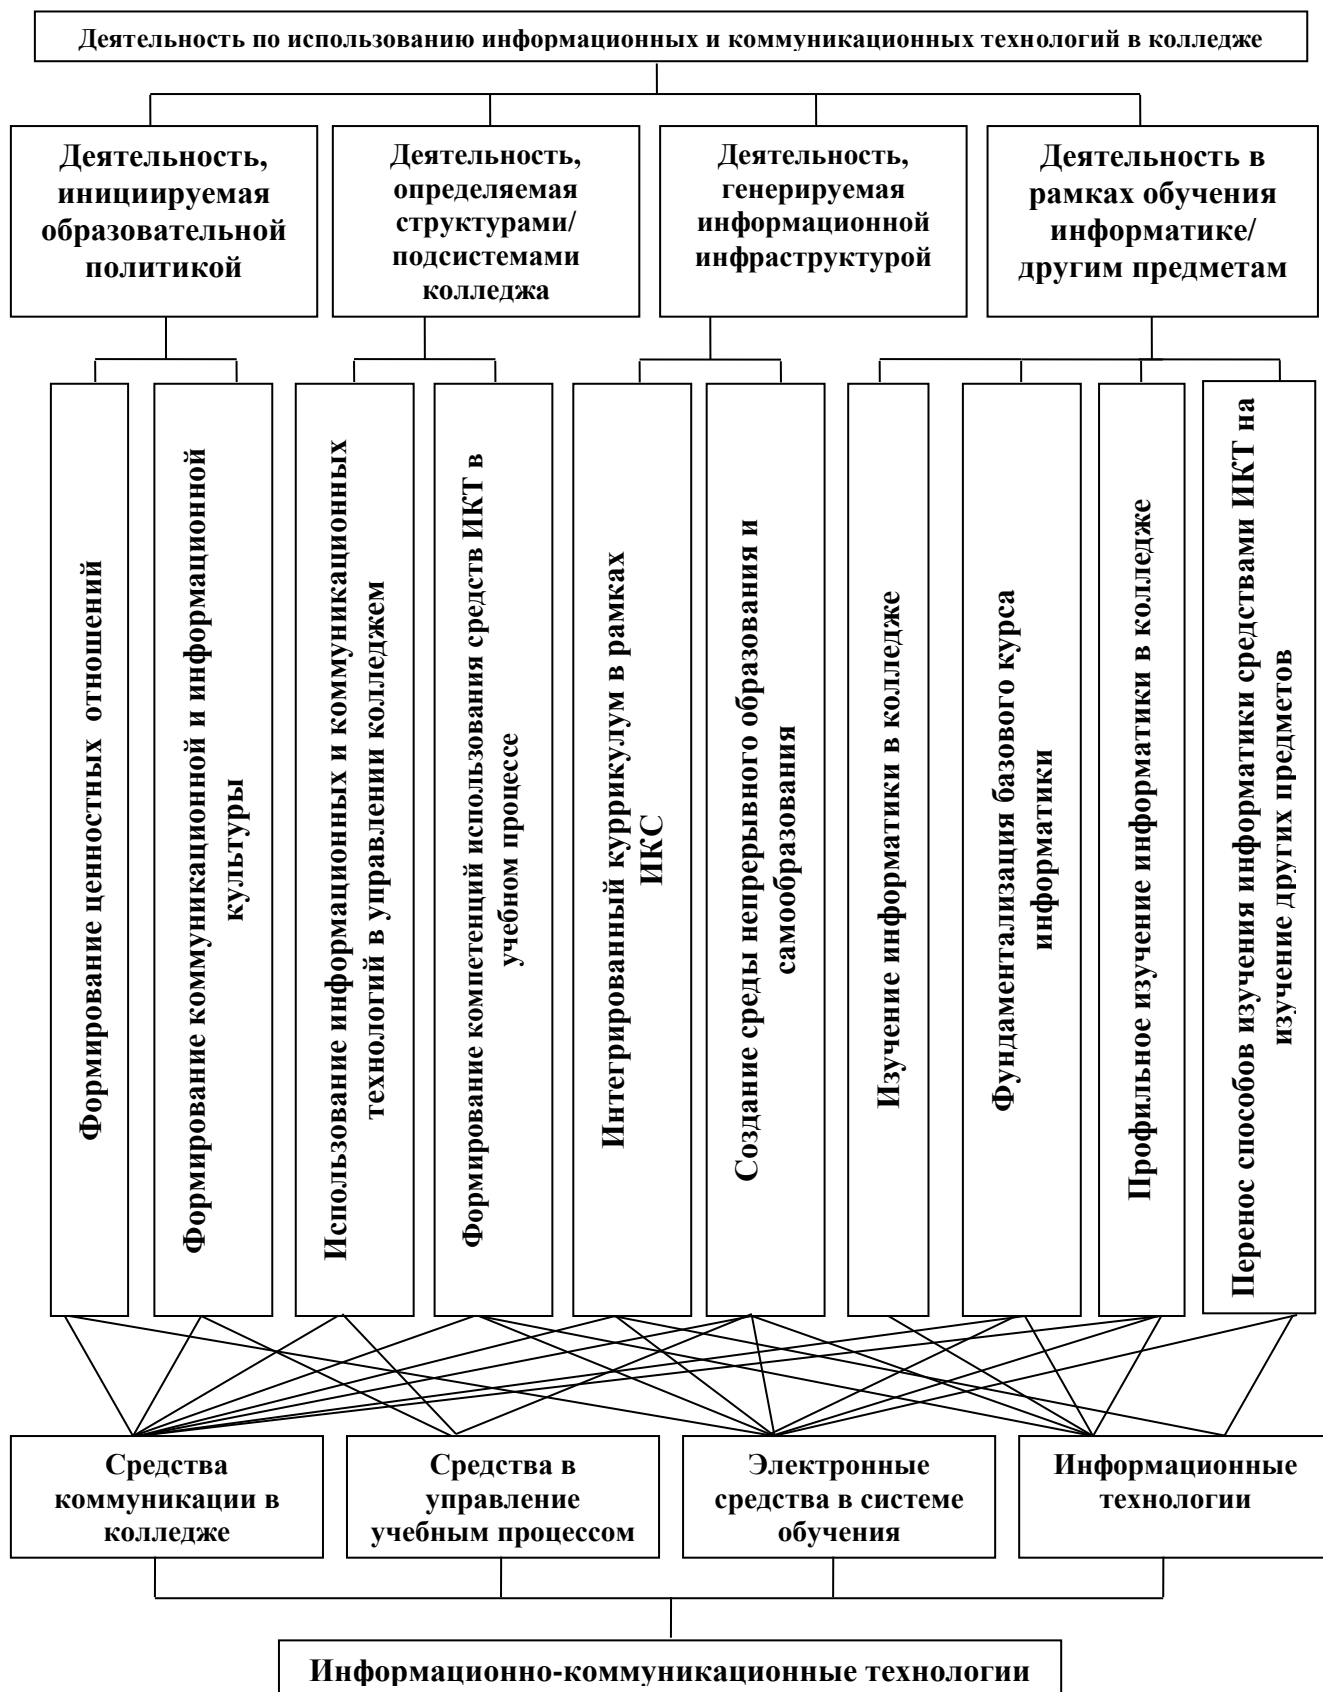 Деятельность по использованию информационных и коммуникационных технологий в колледже
Деятельность,
инициируемая
образовательной
политикой
Деятельность,
определяемая
структурами/
подсистемами
колледжа
Деятельность,
генерируемая
информационной
инфраструктурой
Деятельность в
рамках обучения
информатике/
другим предметам
Формирование ценностных отношений
Формирование коммуникационной и информационной
культуры
Использование информационных и коммуникационных
технологий в управлении колледжем
Формирование компетенций использования средств ИКТ в
учебном процессе
Интегрированный куррикулум в рамках
ИКС
Создание среды непрерывного образования и
самообразования
Изучение информатики в колледже
Фундаментализация базового курса
информатики
Профильное изучение информатики в колледже
Перенос способов изучения информатики средствами ИКТ на
изучение других предметов
Средства
коммуникации в
колледже
Средства в
управление
учебным процессом
Электронные
средства в системе
обучения
Информационные
технологии
Информационно-коммуникационные технологии